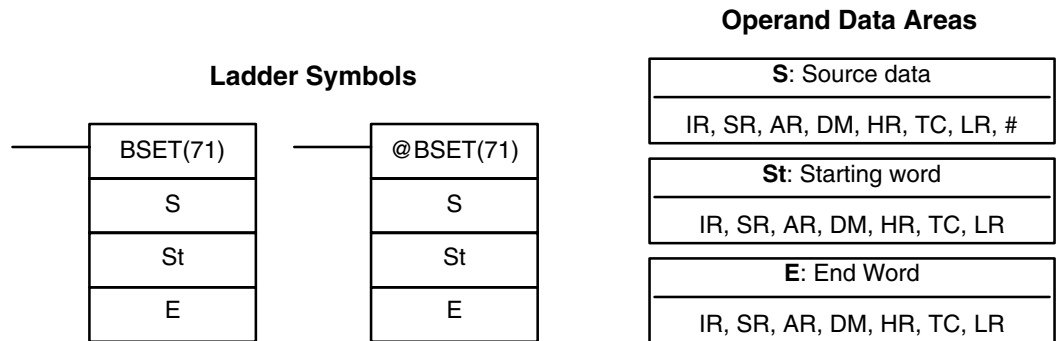 Ladder Symbols
BSET(71)
S
St
E
@BSET(71)
S
St
E
Operand Data Areas
S: Source data
IR, SR, AR, DM, HR, TC, LR, #
St: Starting word
IR, SR, AR, DM, HR, TC, LR
E: End Word
IR, SR, AR, DM, HR, TC, LR